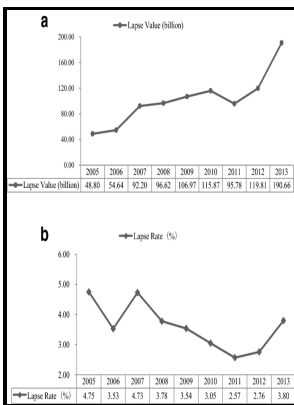 a
Lapse Value (billion)
200.00
160.00
120.00
80.00
40.00
0.00
2005 2006 2007 2008 2009 2010 2011 2012 2013
Lapse Value (billion) 48.80 54.64 92.20 96.62 106.97 115.87 95.78 119.81 190.66
b
Lapse Rate (%)
6.00
5.00
4.00
3.00
2.00
2005 2006 2007 2008 2009 2010 2011 2012 2013
Lapse Rate (%) 4.75 3.53 4.73 3.78 3.54 3.05 2.57 2.76 3.80